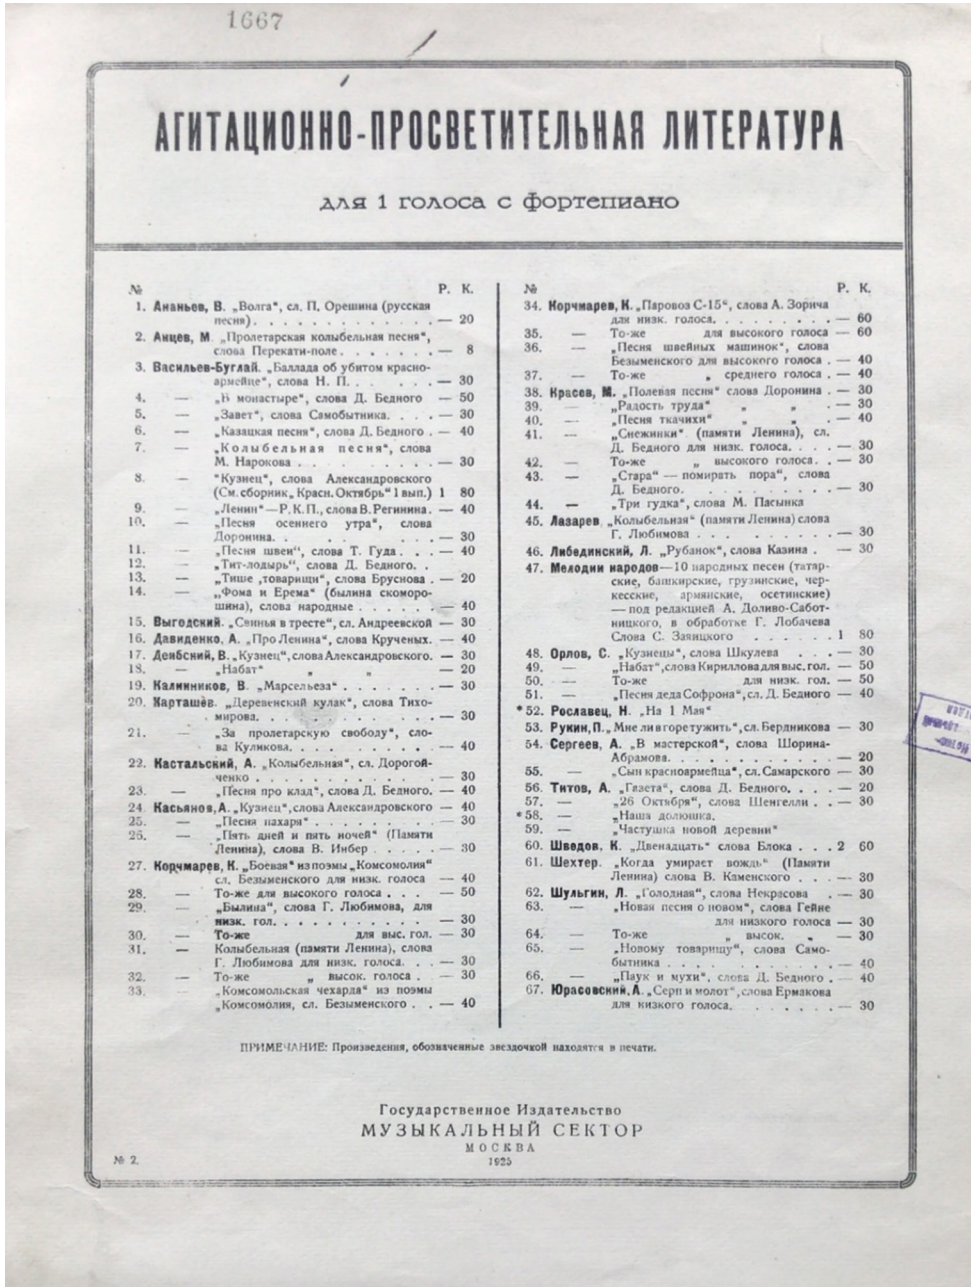 1667
АГИТАЦИОННО-ПРОСВЕТИТЕЛЬНАЯ ЛИТЕРАТУРА
для 1 голоса с фортепиано
№ Р. К.
1. Ананьев, В. „Волга“, сл. П. Орешина (русская
песня). . . . . . . . . . . . — 20
2. Анцев, М. „Пролетарская колыбельная песня“,
слова Перекати-поле . . . . . . . — 8
3. Васильев-Буглай. „Баллада об убитом красно-
армейце“, слова Н. П. . . . . . — 30
4. — „В монастыре“, слова Д. Бедного — 50
5. — „Завет“, слова Самобытника. . . . — 30
6. — „Казацкая песня“, слова Д. Бедного . — 40
7. — „Колыбельная песня“, слова
М. Нарокова . . . . . . . . . — 30
8. — "Кузнец", слова Александровского
(См. сборник „Красн. Октябрь“ 1 вып.) 1 80
9. — „Ленин“ — Р. К. П., слова В. Регинина. — 40
10. — „Песня осеннего утра“, слова
Доронина. . . . . . . . — 30
11. — „Песня швеи“, слова Т. Гуда . . . — 40
12. — „Тит-лодырь“, слова Д. Бедного. .
13. — „Тише ,товарищи“, слова Бруснова . — 20
14. — „Фома и Ерема“ (былина скоморо-
шина), слова народные . . . . . . — 40
15. Выгодский. „Свинья в тресте“, сл. Андреевской — 30
16. Давиденко, А. „Про Ленина“, слова Крученых. — 40
17. Дембский, В. „Кузнец“, слова Александровского. — 30
18. — „Набат“ „ „ — 20
19. Калинников, В. „Марсельеза“ . . . . . . . — 30
20. Карташёв. „Деревенский кулак“, слова Тихо-
мирова. . . . . . . . . . . . — 30
21. — „За пролетарскую свободу“, сло-
ва Куликова. . . . . . . . . . — 40
22. Кастальский, А. „Колыбельная“, сл. Дорогой-
ченко . . . . . . . . . . . . — 30
23. — „Песня про клад“, слова Д. Бедного. — 40
24. Касьянов, А. „Кузнец“, слова Александровского — 40
25. — „Песня пахаря“ . . . . . . . . — 30
26. — „Пять дней и пять ночей“ (Памяти
Ленина), слова В. Инбер . . . . . — 30
27. Корчмарев, К. „Боевая“ из поэмы „Комсомолия“
сл. Безыменского для низк. голоса — 40
28. — То-же для высокого голоса . . . — 50
29. — „Былина“, слова Г. Любимова, для
низк. гол. . . . . . . . . . . . — 30
30. — То-же для выс. гол. — 30
31. — Колыбельная (памяти Ленина), слова
Г. Любимова для низк. голоса. . . — 30
32. — То-же „ высок. голоса . . — 30
33. — „Комсомольская чехарда“ из поэмы
„Комсомолия, сл. Безыменского . . — 40
№ Р. К.
34. Корчмарев, К. „Паровоз С-15“, слова А. Зорича
для низк. голоса. . . . . . . . . — 60
35. — То-же для высокого голоса — 60
36. — „Песня швейных машинок“, слова
Безыменского для высокого голоса . — 40
37. — То-же „ среднего голоса . — 40
38. Красев, М. „Полевая песня“ слова Доронина . — 30
39. — „Радость труда“ „ „ . — 30
40. — „Песня ткачихи“ „ „ . — 40
41. — „Снежинки“ (памяти Ленина), сл.
Д. Бедного для низк. голоса. . . . — 30
42. — То-же „ высокого голоса. . — 30
43. — „Стара“ — помирать пора“, слова
Д. Бедного. . . . . . . . . . . — 30
44. — „Три гудка“, слова М. Пасынка
45. Лазарев. „Колыбельная“ (памяти Ленина) слова
Г. Любимова . . . . . . . . . — 30
46. Либединский, Л. „Рубанок“, слова Казина . — 30
47. Мелодии народов — 10 народных песен (татар-
ские, башкирские, грузинские, чер-
кесские, армянские, осетинские)
— под редакцией А. Доливо-Сабот-
ницкого, в обработке Г. Лобачева
Слова С. Заяицкого . . . . . . 1 80
48. Орлов, С. „Кузнецы“, слова Шкулева . . . — 30
49. — „Набат“, слова Кириллова для выс. гол. — 50
50. — То-же для низк. гол. — 50
51. — „Песня деда Софрона“, сл. Д. Бедного — 40
*52. Рославец, Н. „На 1 Мая“
53. Рукин, П. „Мне ли в горе тужить“, сл. Бердникова — 30
54. Сергеев, А. „В мастерской“, слова Шорина-
Абрамова. . . . . . . . . . . . — 20
55. — „Сын красноармейца“, сл. Самарского — 30
56. Титов, А. „Газета“, слова Д. Бедного. . . . — 20
57. — „26 Октября“, слова Шенгелли . . — 30
*58. — „Наша долюшка.
59. — „Частушка новой деревни“
60. Шведов, К. „Двенадцать“ слова Блока . . . 2 60
61. Шехтер. „Когда умирает вождь“ (Памяти
Ленина) слова В. Каменского . . . — 30
62. Шульгин, Л. „Голодная“, слова Некрасова . — 30
63. — „Новая песня о новом“, слова Гейне
для низкого голоса — 30
64. — То-же „ высок. „ — 30
65. — „Новому товарищу“, слова Само-
бытника . . . . . . . . . . . — 40
66. — „Паук и мухи“, слова Д. Бедного . — 40
67. Юрасовский, А. „Серп и молот“, слова Ермакова
для низкого голоса. . . . . . . — 30
ПРИМЕЧАНИЕ: Произведения, обозначенные звездочкой находятся в печати.
Государственное Издательство
МУЗЫКАЛЬНЫЙ СЕКТОР
МОСКВА
1925
№ 2.